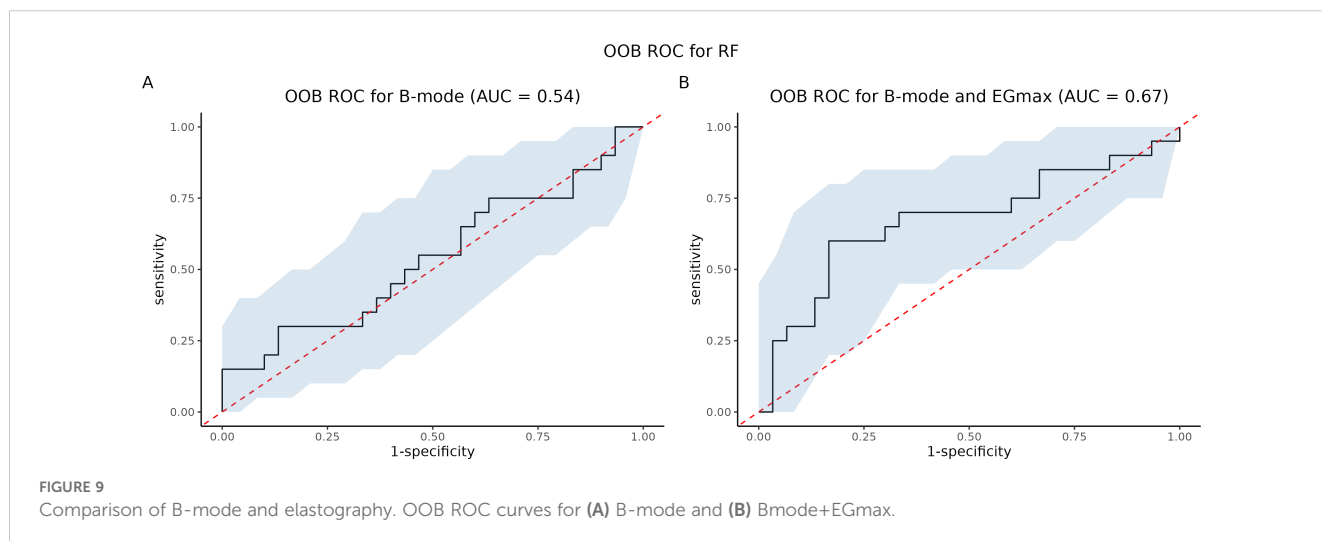 OOB ROC for RF
A
OOB ROC for B-mode (AUC = 0.54)
1.00
0.75
0.50
0.25
0.00
sensitivity
0.00 0.25 0.50 0.75 1.00
1-specificity
B
OOB ROC for B-mode and EGmax (AUC = 0.67)
1.00
0.75
0.50
0.25
0.00
sensitivity
0.00 0.25 0.50 0.75 1.00
1-specificity
FIGURE 9
Comparison of B-mode and elastography. OOB ROC curves for (A) B-mode and (B) Bmode+EGmax.